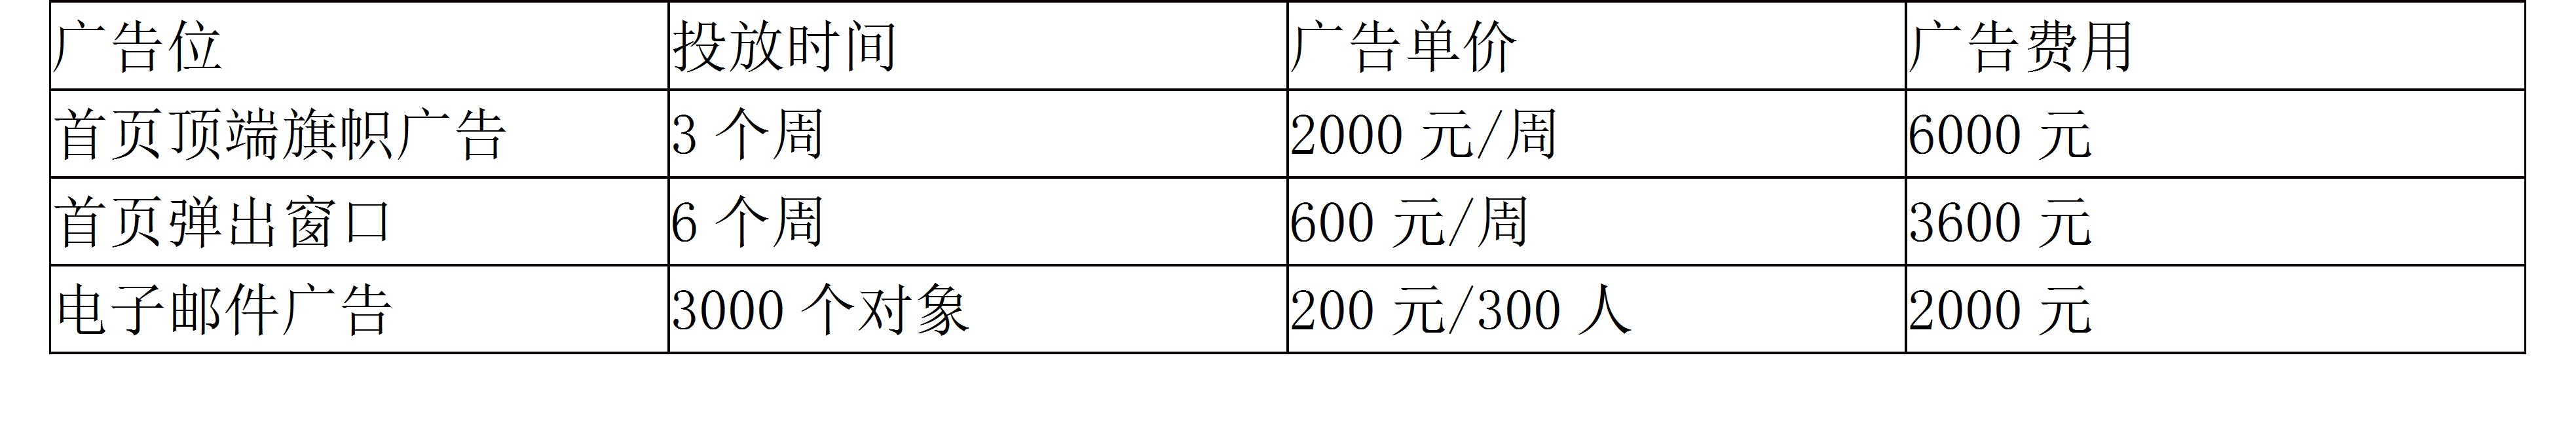 广告位 投放时间 广告单价 广告费用
首页顶端旗帜广告 3 个周 2000 元/周 6000 元
首页弹出窗口 6 个周 600 元/周 3600 元
电子邮件广告 3000 个对象 200 元/300 人 2000 元